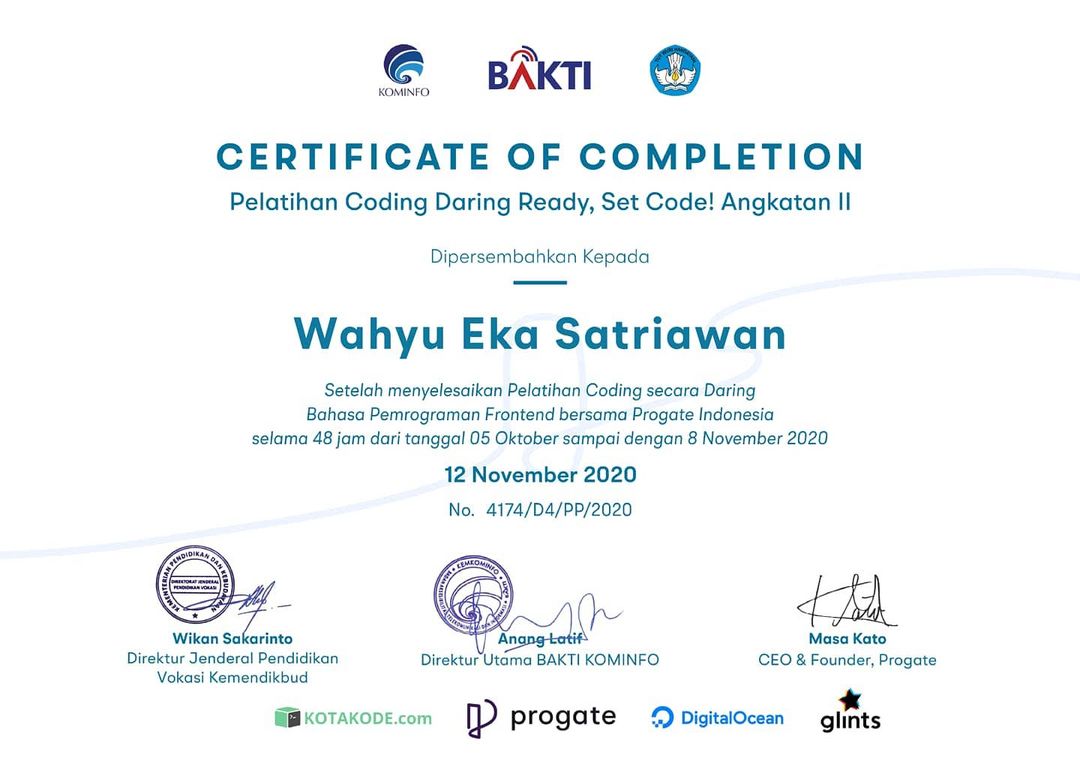 KOMINFO
BAKTI
CERTIFICATE OF COMPLETION
Pelatihan Coding Daring Ready, Set Code! Angkatan II
Dipersembahkan Kepada
Wahyu Eka Satriawan
Setelah menyelesaikan Pelatihan Coding secara Daring
Bahasa Pemrograman Frontend bersama Progate Indonesia
selama 48 jam dari tanggal 05 Oktober sampai dengan 8 November 2020
12 November 2020
No. 4174/D4/PP/2020
KEMENTERIAN PENDIDIKAN DAN KEBUDAYAAN
DIREKTORAT JENDERAL
PENDIDIKAN VOKASI
KEMKOMINFO
Wikan Sakarinto
Direktur Jenderal Pendidikan
Vokasi Kemendikbud
Anang Latif
Direktur Utama BAKTI KOMINFO
Masa Kato
CEO & Founder, Progate
KOTAKODE.com
progate
DigitalOcean
glints